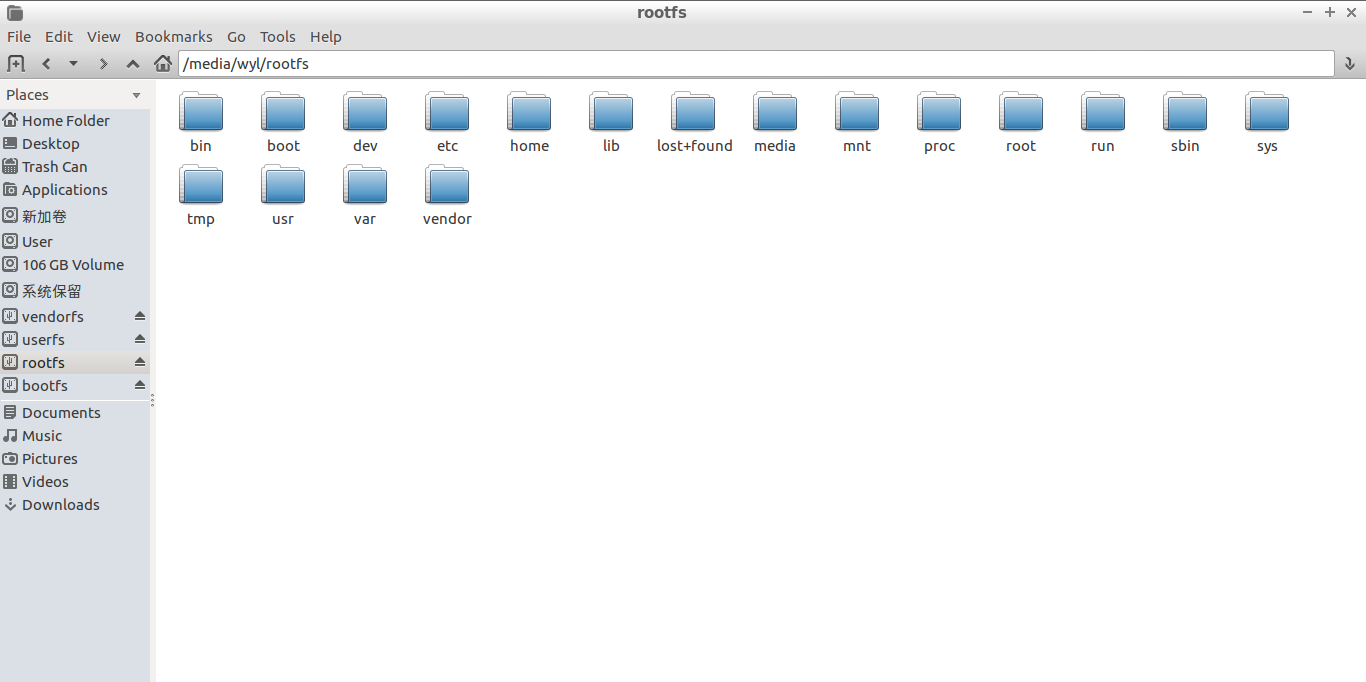 rootfs
File Edit View Bookmarks Go Tools Help
/media/wyl/rootfs
Places
Home Folder
Desktop
Trash Can
Applications
新加卷
User
106 GB Volume
系统保留
vendorfs
userfs
rootfs
bootfs
Documents
Music
Pictures
Videos
Downloads
bin boot dev etc home lib lost+found media mnt proc root run sbin sys
tmp usr var vendor